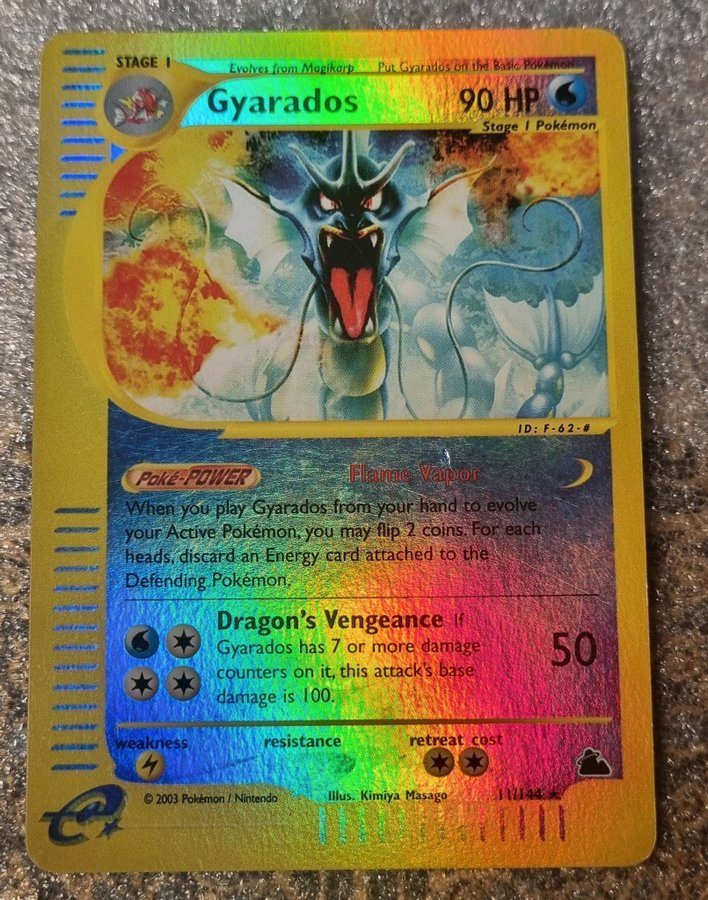 STAGE 1 Evolves from Magikarp Put Gyarados on the Basic Pokémon
Gyarados 90 HP
Stage 1 Pokémon
ID: F-62-#
Poké-POWER Flame Vapor
When you play Gyarados from your hand to evolve
your Active Pokémon, you may flip 2 coins. For each
heads, discard an Energy card attached to the
Defending Pokémon.
Dragon's Vengeance If
Gyarados has 7 or more damage
counters on it, this attack's base
damage is 100.
50
weakness resistance retreat cost
© 2003 Pokémon / Nintendo Illus. Kimiya Masago 11/144 ★
e